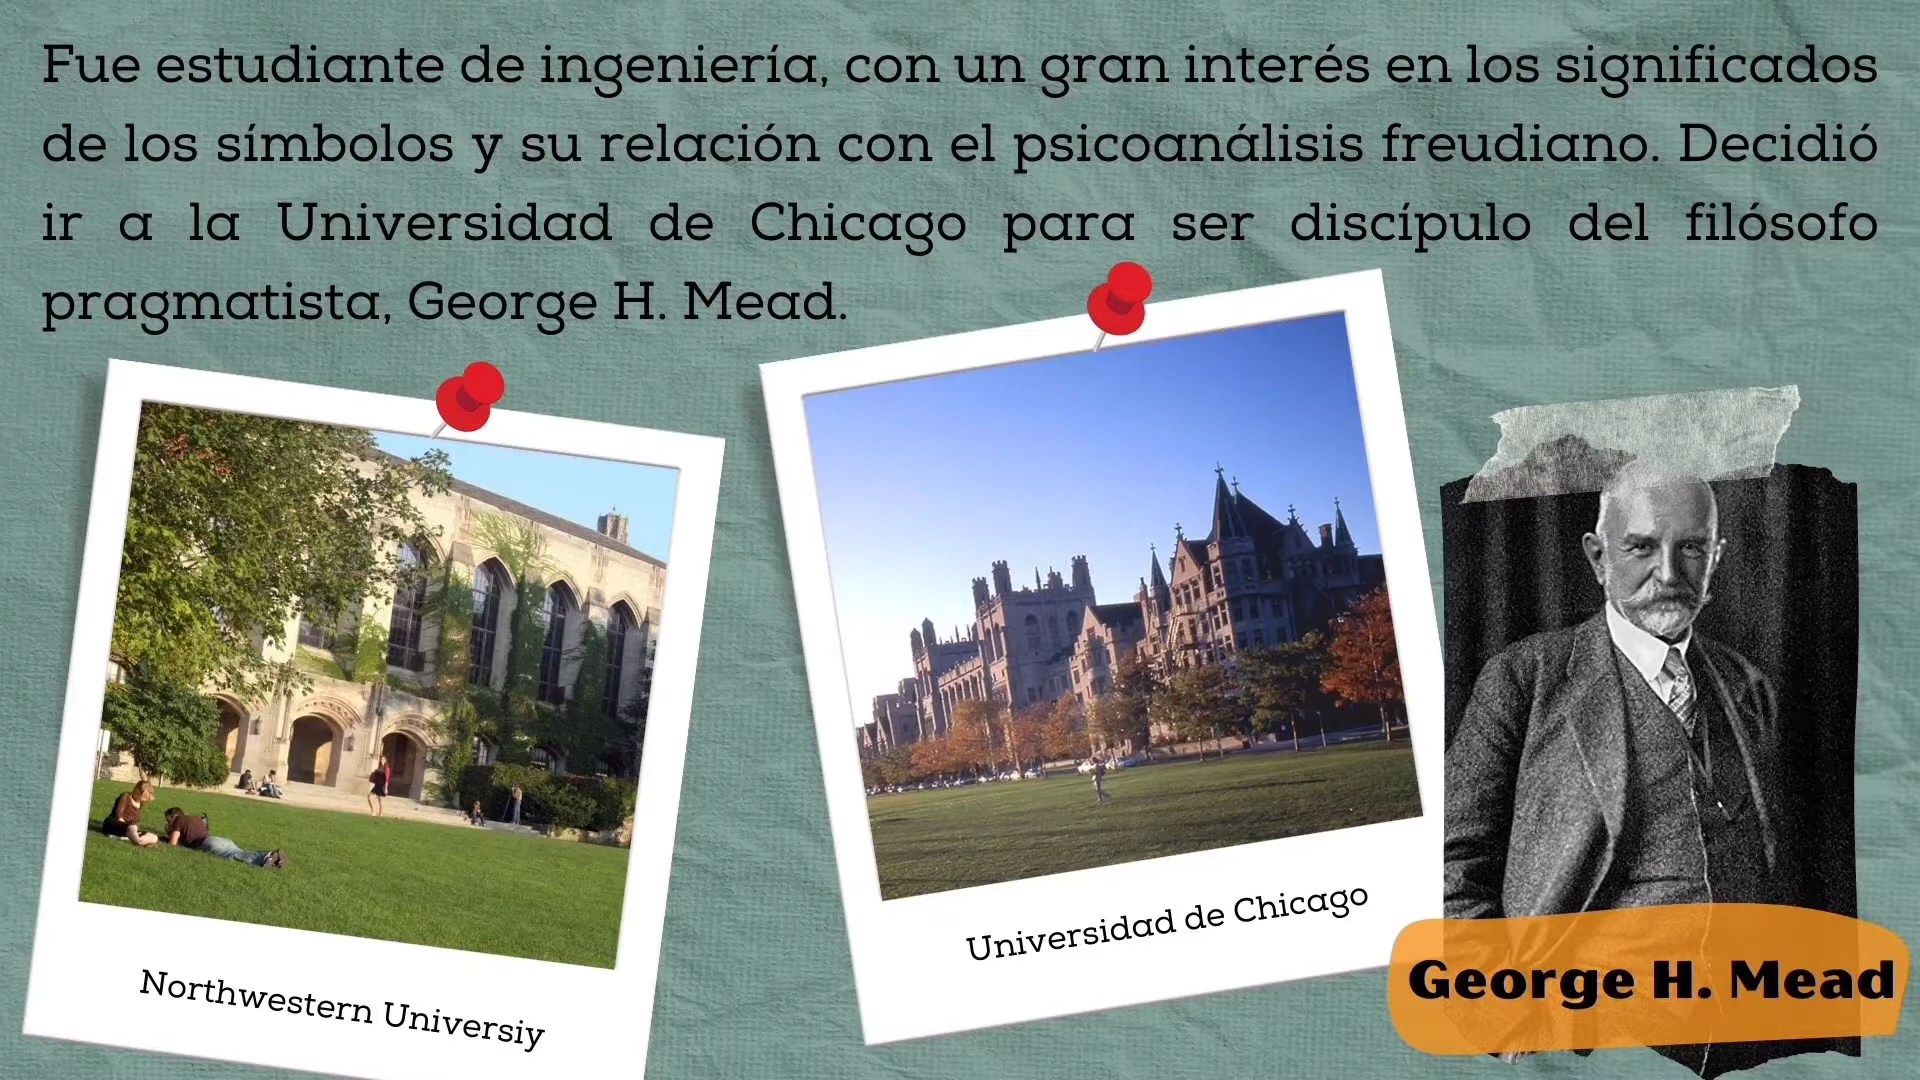 Fue estudiante de ingeniería, con un gran interés en los significados
de los símbolos y su relación con el psicoanálisis freudiano. Decidió
ir a la Universidad de Chicago para ser discípulo del filósofo
pragmatista, George H. Mead.
Northwestern Universiy
Universidad de Chicago
George H. Mead